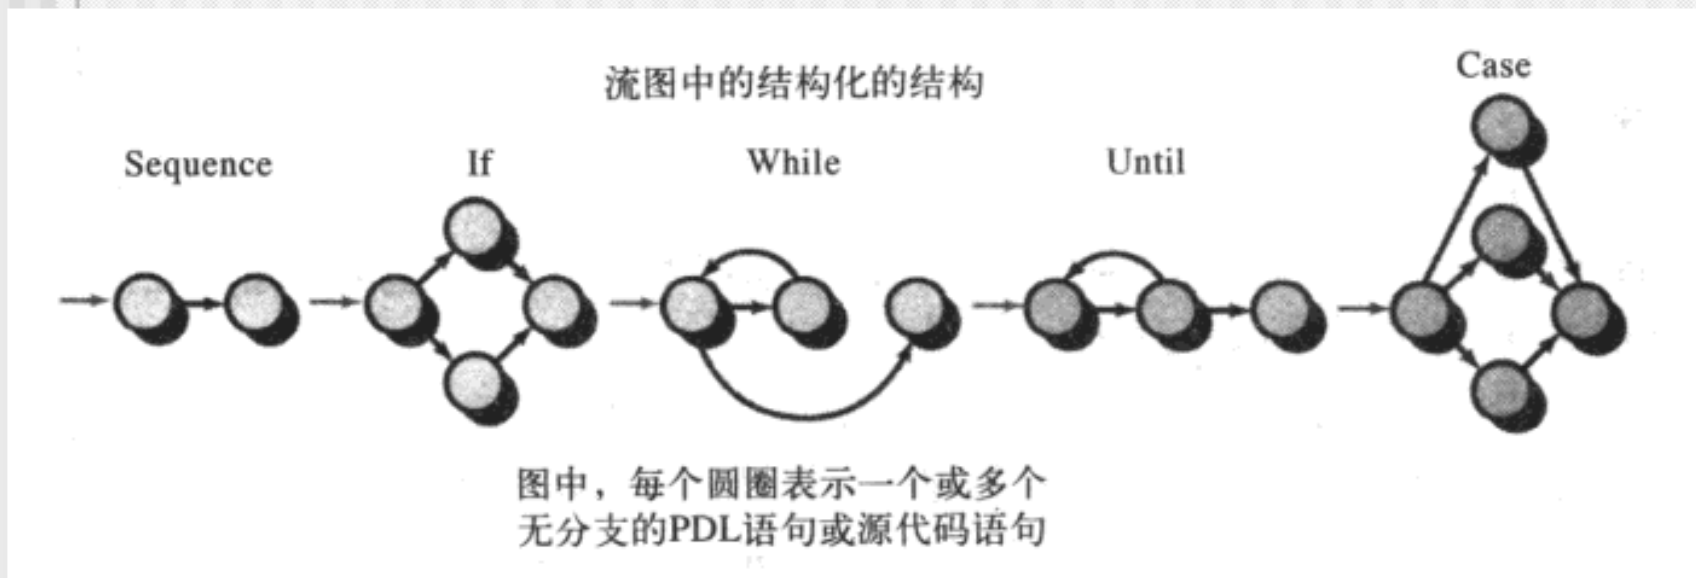 流图中的结构化的结构
Case
Sequence
If
While
Until
图中，每个圆圈表示一个或多个
无分支的PDL语句或源代码语句